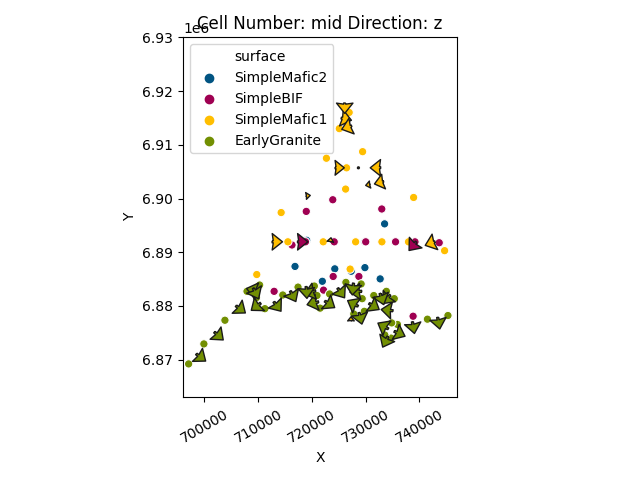 Cell Number: mid Direction: z
1e6
6.93
6.92
6.91
6.90
6.89
6.88
6.87
Y
surface
SimpleMafic2
SimpleBIF
SimpleMafic1
EarlyGranite
700000
710000
720000
730000
740000
X